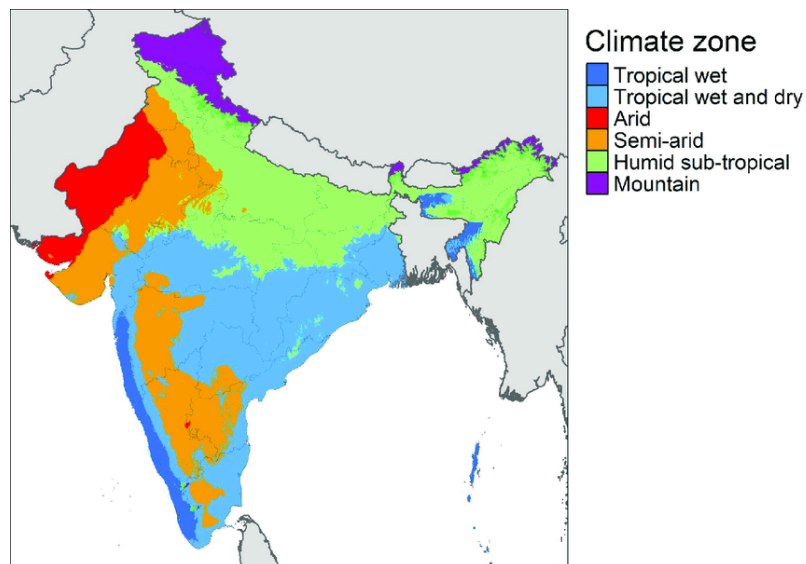 Climate zone
Tropical wet
Tropical wet and dry
Arid
Semi-arid
Humid sub-tropical
Mountain